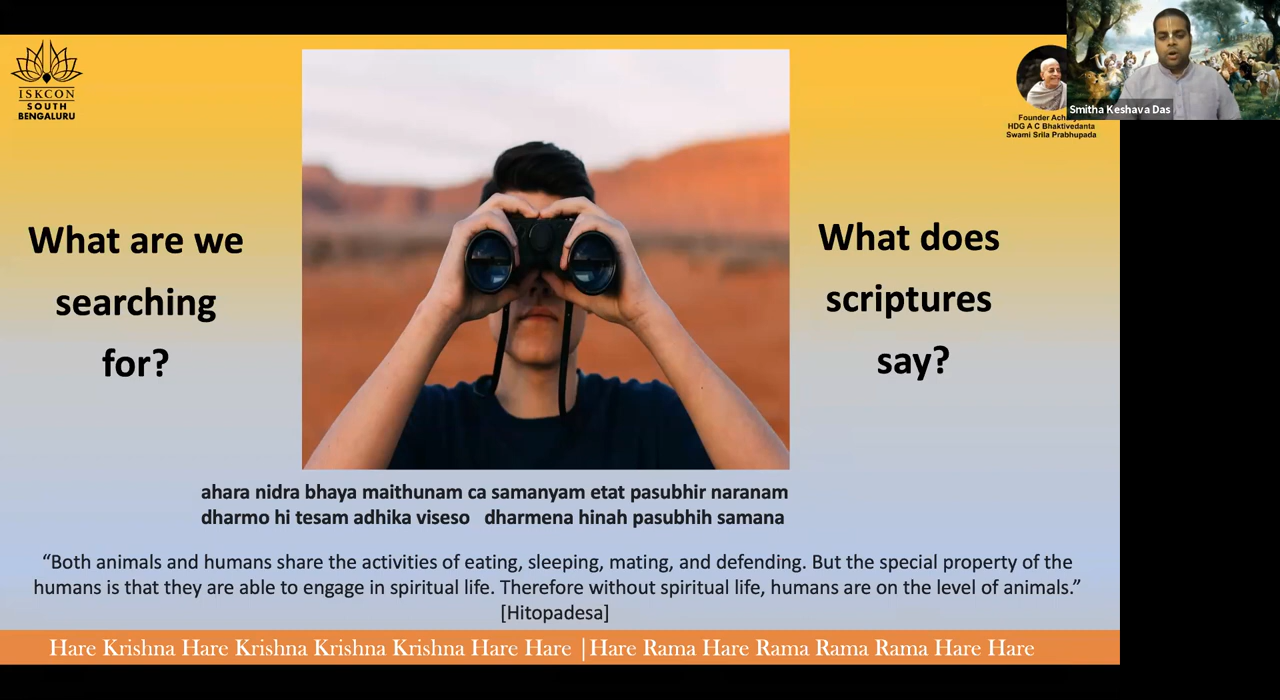 ISKCON
SOUTH
BENGALURU
Smitha Keshava Das
Founder
HDG A C Bhaktivedanta
Swami Srila Prabhupada
What are we
searching
for?
What does
scriptures
say?
ahara nidra bhaya maithunam ca samanyam etat pasubhir naranam
dharmo hi tesam adhika viseso dharmena hinah pasubhih samana
“Both animals and humans share the activities of eating, sleeping, mating, and defending. But the special property of the
humans is that they are able to engage in spiritual life. Therefore without spiritual life, humans are on the level of animals.”
[Hitopadesa]
Hare Krishna Hare Krishna Krishna Krishna Hare Hare |Hare Rama Hare Rama Rama Rama Hare Hare